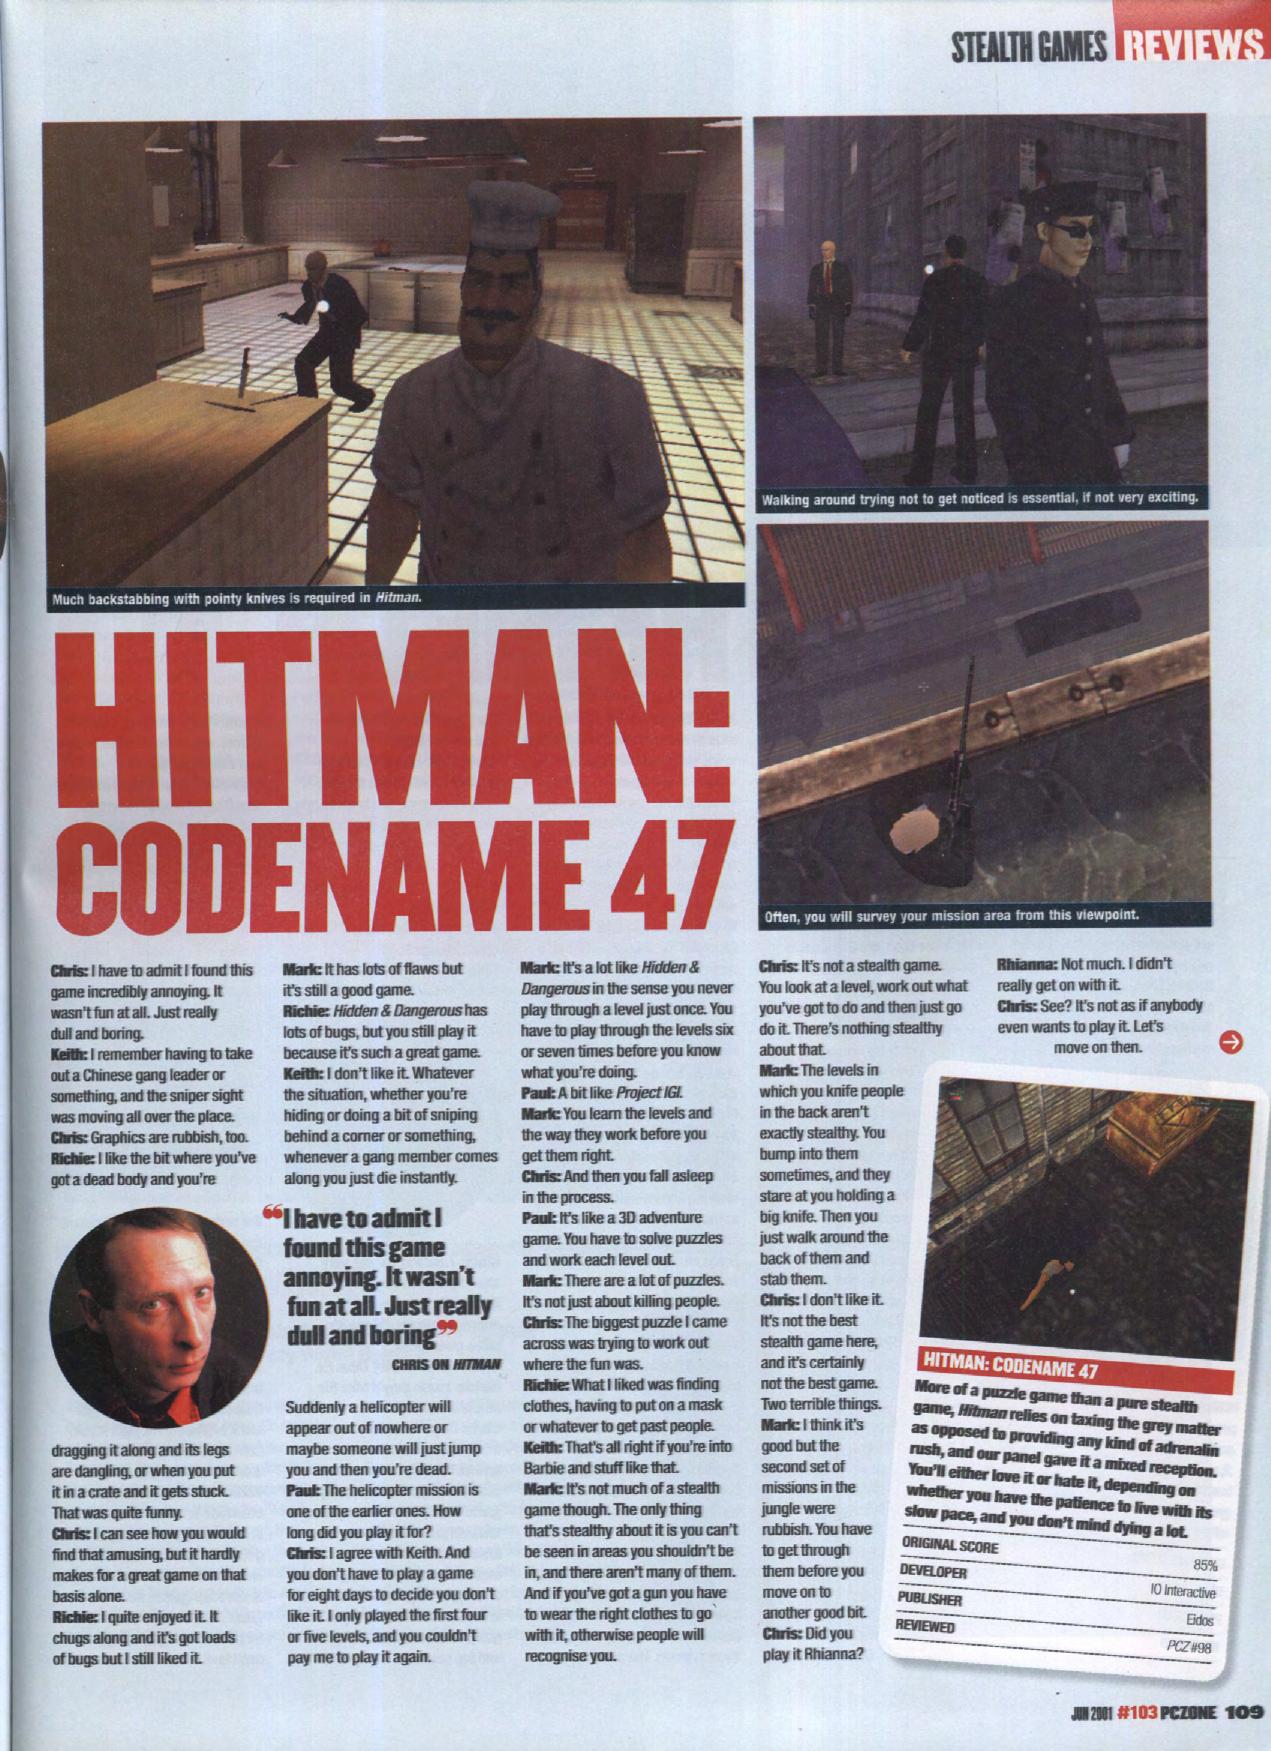 STEALTH GAMES REVIEWS
Much backstabbing with pointy knives is required in Hitman.
Walking around trying not to get noticed is essential, if not very exciting.
Often, you will survey your mission area from this viewpoint.
HITMAN:
CODENAME 47
Chris: I have to admit I found this
game incredibly annoying. It
wasn't fun at all. Just really
dull and boring.
Keith: I remember having to take
out a Chinese gang leader or
something, and the sniper sight
was moving all over the place.
Chris: Graphics are rubbish, too.
Richie: I like the bit where you've
got a dead body and you're
dragging it along and its legs
are dangling, or when you put
it in a crate and it gets stuck.
That was quite funny.
Chris: I can see how you would
find that amusing, but it hardly
makes for a great game on that
basis alone.
Richie: I quite enjoyed it. It
chugs along and it's got loads
of bugs but I still liked it.
Mark: It has lots of flaws but
it's still a good game.
Richie: Hidden & Dangerous has
lots of bugs, but you still play it
because it's such a great game.
Keith: I don't like it. Whatever
the situation, whether you're
hiding or doing a bit of sniping
behind a corner or something,
whenever a gang member comes
along you just die instantly.
“I have to admit I
found this game
annoying. It wasn't
fun at all. Just really
dull and boring”
CHRIS ON HITMAN
Suddenly a helicopter will
appear out of nowhere or
maybe someone will just jump
you and then you're dead.
Paul: The helicopter mission is
one of the earlier ones. How
long did you play it for?
Chris: I agree with Keith. And
you don't have to play a game
for eight days to decide you don't
like it. I only played the first four
or five levels, and you couldn't
pay me to play it again.
Mark: It's a lot like Hidden &
Dangerous in the sense you never
play through a level just once. You
have to play through the levels six
or seven times before you know
what you're doing.
Paul: A bit like Project IGI.
Mark: You learn the levels and
the way they work before you
get them right.
Chris: And then you fall asleep
in the process.
Paul: It's like a 3D adventure
game. You have to solve puzzles
and work each level out.
Mark: There are a lot of puzzles.
It's not just about killing people.
Chris: The biggest puzzle I came
across was trying to work out
where the fun was.
Richie: What I liked was finding
clothes, having to put on a mask
or whatever to get past people.
Keith: That's all right if you're into
Barbie and stuff like that.
Mark: It's not much of a stealth
game though. The only thing
that's stealthy about it is you can't
be seen in areas you shouldn't be
in, and there aren't many of them.
And if you've got a gun you have
to wear the right clothes to go
with it, otherwise people will
recognise you.
Chris: It's not a stealth game.
You look at a level, work out what
you've got to do and then just go
do it. There's nothing stealthy
about that.
Mark: The levels in
which you knife people
in the back aren't
exactly stealthy. You
bump into them
sometimes, and they
stare at you holding a
big knife. Then you
just walk around the
back of them and
stab them.
Chris: I don't like it.
It's not the best
stealth game here,
and it's certainly
not the best game.
Two terrible things.
Mark: I think it's
good but the
second set of
missions in the
jungle were
rubbish. You have
to get through
them before you
move on to
another good bit.
Chris: Did you
play it Rhianna?
Rhianna: Not much. I didn't
really get on with it.
Chris: See? It's not as if anybody
even wants to play it. Let's
move on then.
HITMAN: CODENAME 47
More of a puzzle game than a pure stealth
game, Hitman relies on taxing the grey matter
as opposed to providing any kind of adrenalin
rush, and our panel gave it a mixed reception.
You'll either love it or hate it, depending on
whether you have the patience to live with its
slow pace, and you don't mind dying a lot.
ORIGINAL SCORE 85%
DEVELOPER IO Interactive
PUBLISHER Eidos
REVIEWED PCZ #98
JUN 2001 #103 PCZONE 109